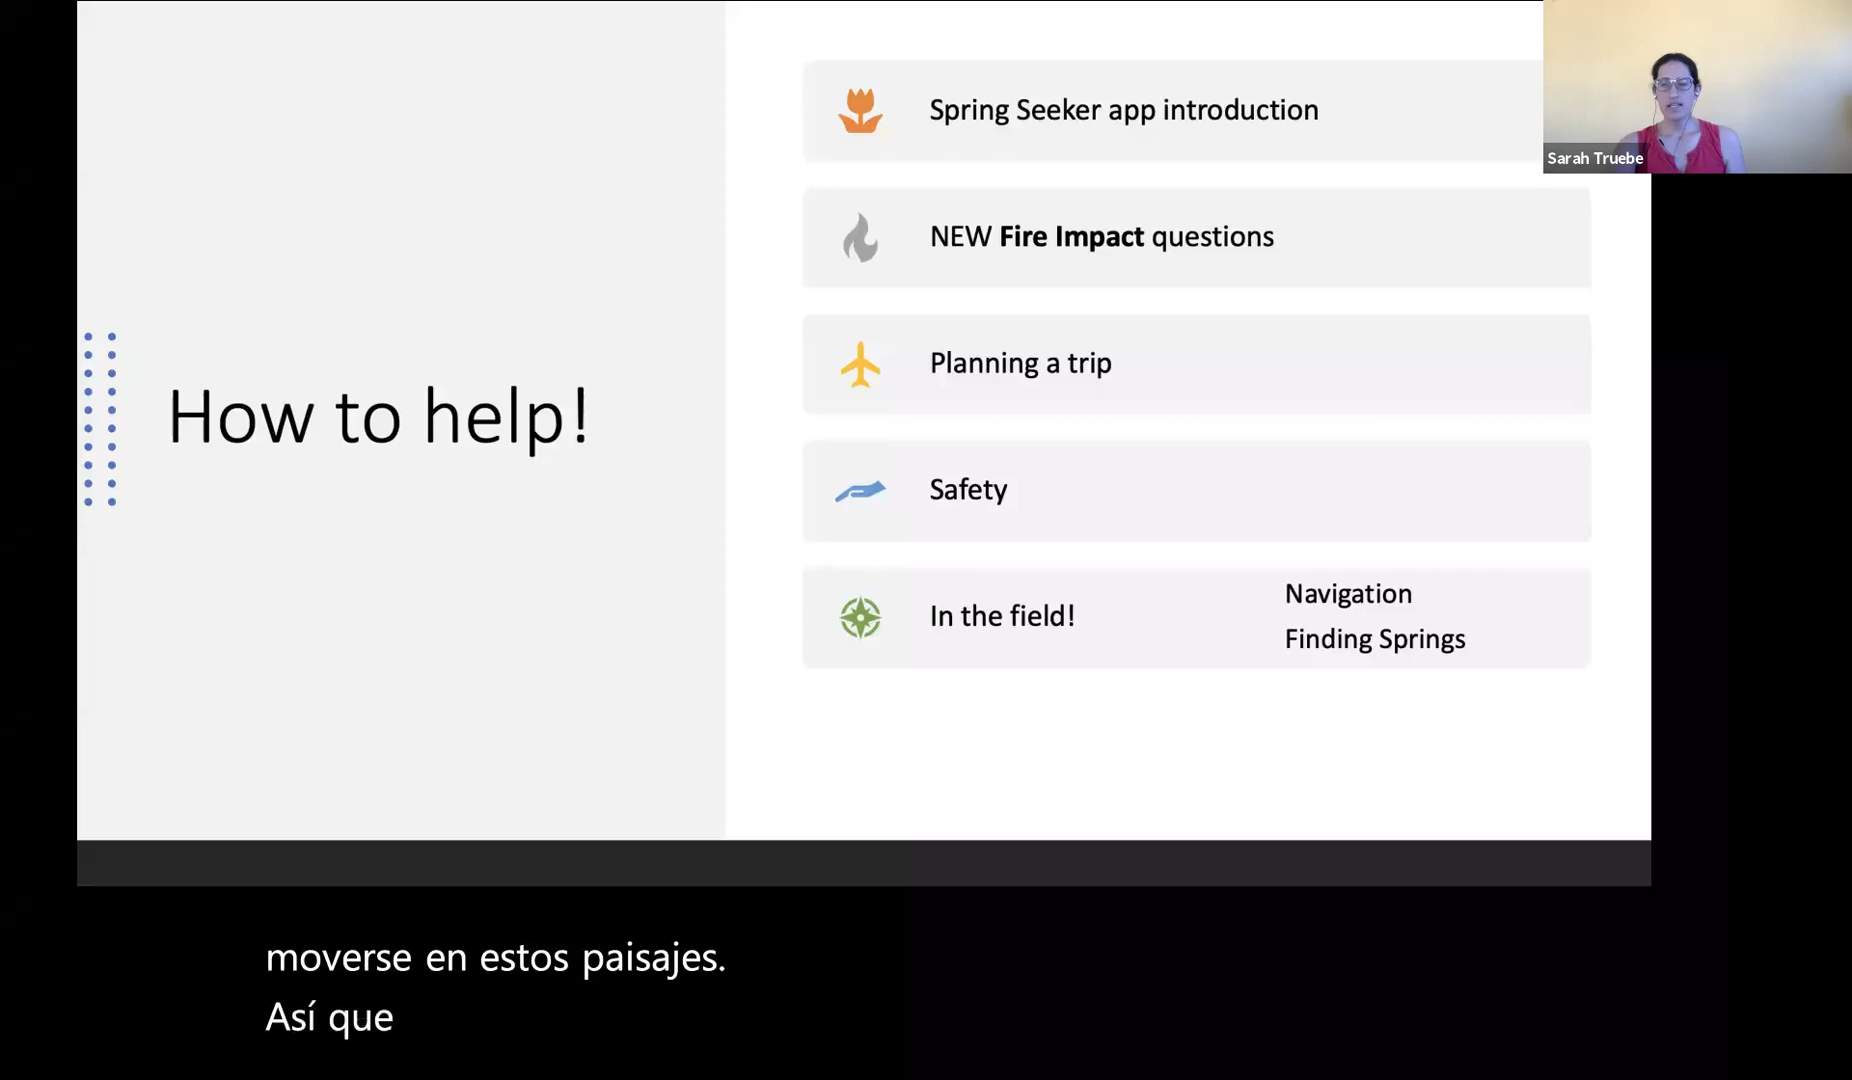 How to help!
Spring Seeker app introduction
NEW Fire Impact questions
Planning a trip
Safety
In the field!
Navigation
Finding Springs
Sarah Truebe
moverse en estos paisajes.
Así que